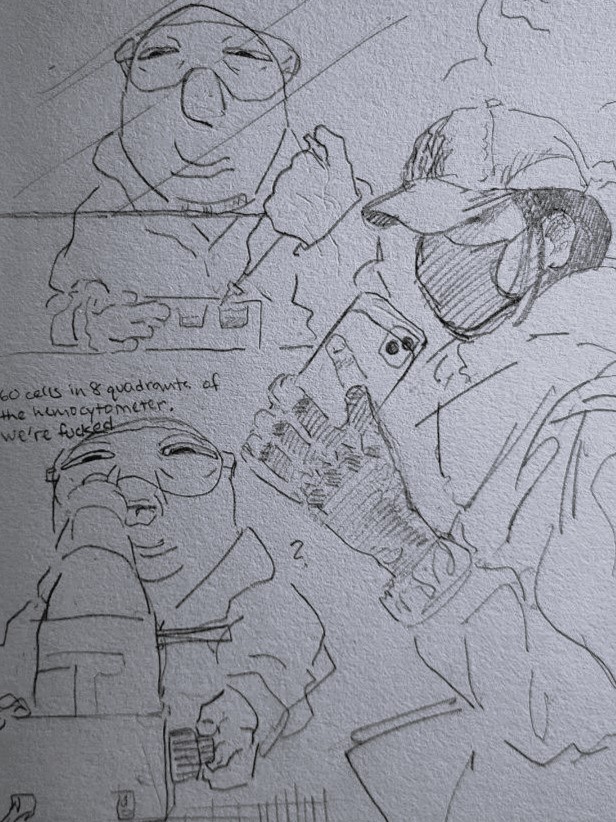 60 cells in 8 quadrants of
the hemocytometer.
we're fucked
?